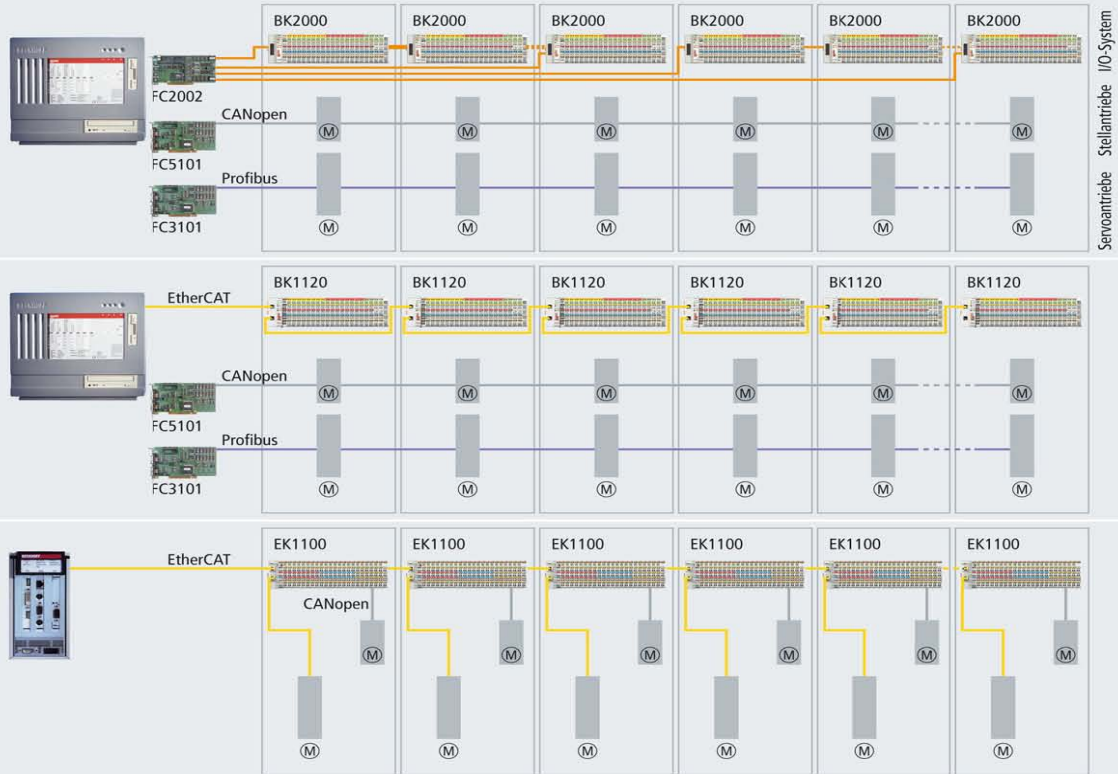 BK2000 BK2000 BK2000 BK2000 BK2000 BK2000
I/O-System
FC2002
CANopen
M M M M M M
Stellantriebe
FC5101
Profibus
FC3101
M M M M M M
Servoantriebe
BK1120 BK1120 BK1120 BK1120 BK1120 BK1120
EtherCAT
CANopen
M M M M M M
FC5101
Profibus
FC3101
M M M M M M
EK1100 EK1100 EK1100 EK1100 EK1100 EK1100
EtherCAT
CANopen
M M M M M M
M M M M M M